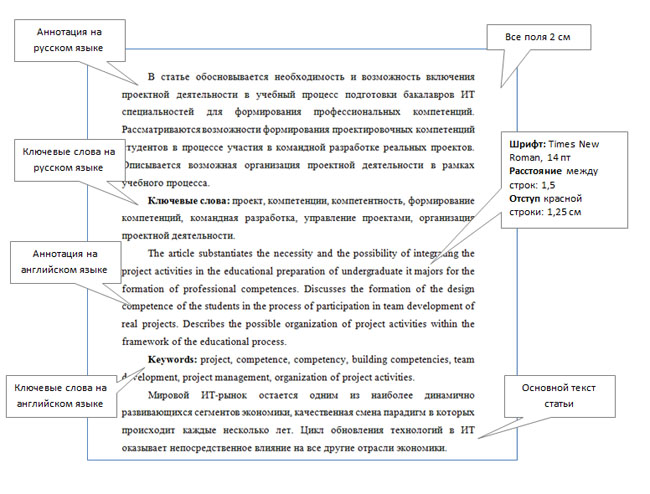 Аннотация на
русском языке
Все поля 2 см
В статье обосновывается необходимость и возможность включения
проектной деятельности в учебный процесс подготовки бакалавров ИТ
специальностей для формирования профессиональных компетенций.
Рассматриваются возможности формирования проектировочных компетенций
студентов в процессе участия в командной разработке реальных проектов.
Описывается возможная организация проектной деятельности в рамках
учебного процесса.
Ключевые слова на
русском языке
Шрифт: Times New
Roman, 14 пт
Расстояние между
строк: 1,5
Отступ красной
строки: 1,25 см
Ключевые слова: проект, компетенции, компетентность, формирование
компетенций, командная разработка, управление проектами, организация
проектной деятельности.
Аннотация на
английском языке
The article substantiates the necessity and the possibility of integrating the
project activities in the educational preparation of undergraduate it majors for the
formation of professional competences. Discusses the formation of the design
competence of the students in the process of participation in team development of
real projects. Describes the possible organization of project activities within the
framework of the educational process.
Ключевые слова на
английском языке
Keywords: project, competence, competency, building competencies, team
development, project management, organization of project activities.
Основной текст
статьи
Мировой ИТ-рынок остается одним из наиболее динамично
развивающихся сегментов экономики, качественная смена парадигм в которых
происходит каждые несколько лет. Цикл обновления технологий в ИТ
оказывает непосредственное влияние на все другие отрасли экономики.